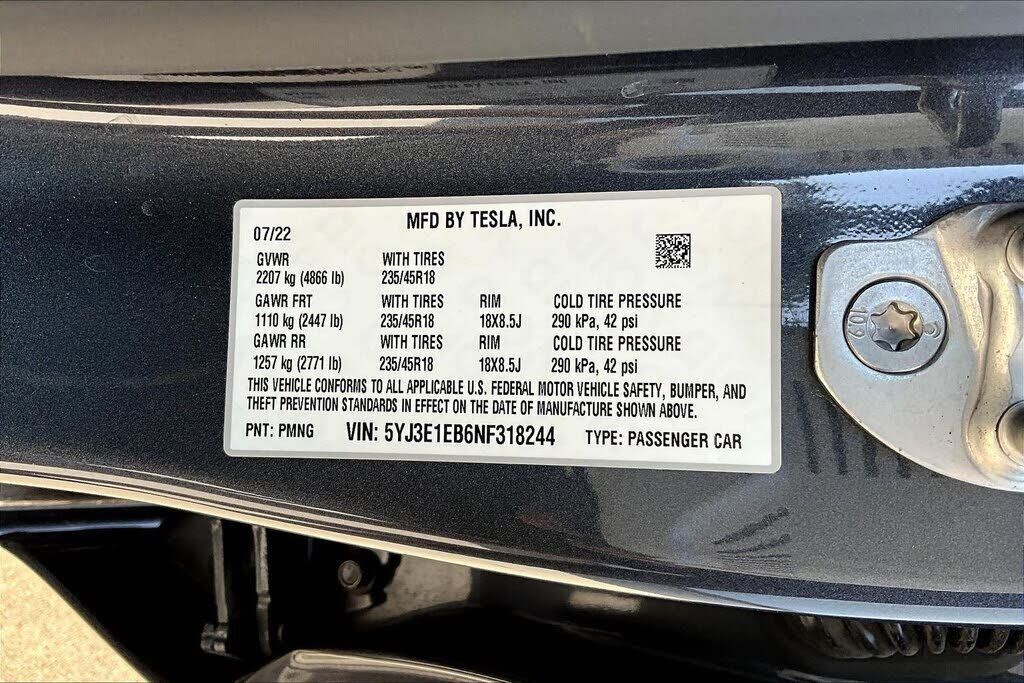 MFD BY TESLA, INC.
07/22
GVWR WITH TIRES
2207 kg (4866 lb) 235/45R18
GAWR FRT WITH TIRES RIM COLD TIRE PRESSURE
1110 kg (2447 lb) 235/45R18 18X8.5J 290 kPa, 42 psi
GAWR RR WITH TIRES RIM COLD TIRE PRESSURE
1257 kg (2771 lb) 235/45R18 18X8.5J 290 kPa, 42 psi
THIS VEHICLE CONFORMS TO ALL APPLICABLE U.S. FEDERAL MOTOR VEHICLE SAFETY, BUMPER, AND
THEFT PREVENTION STANDARDS IN EFFECT ON THE DATE OF MANUFACTURE SHOWN ABOVE.
PNT: PMNG VIN: 5YJ3E1EB6NF318244 TYPE: PASSENGER CAR
10.9